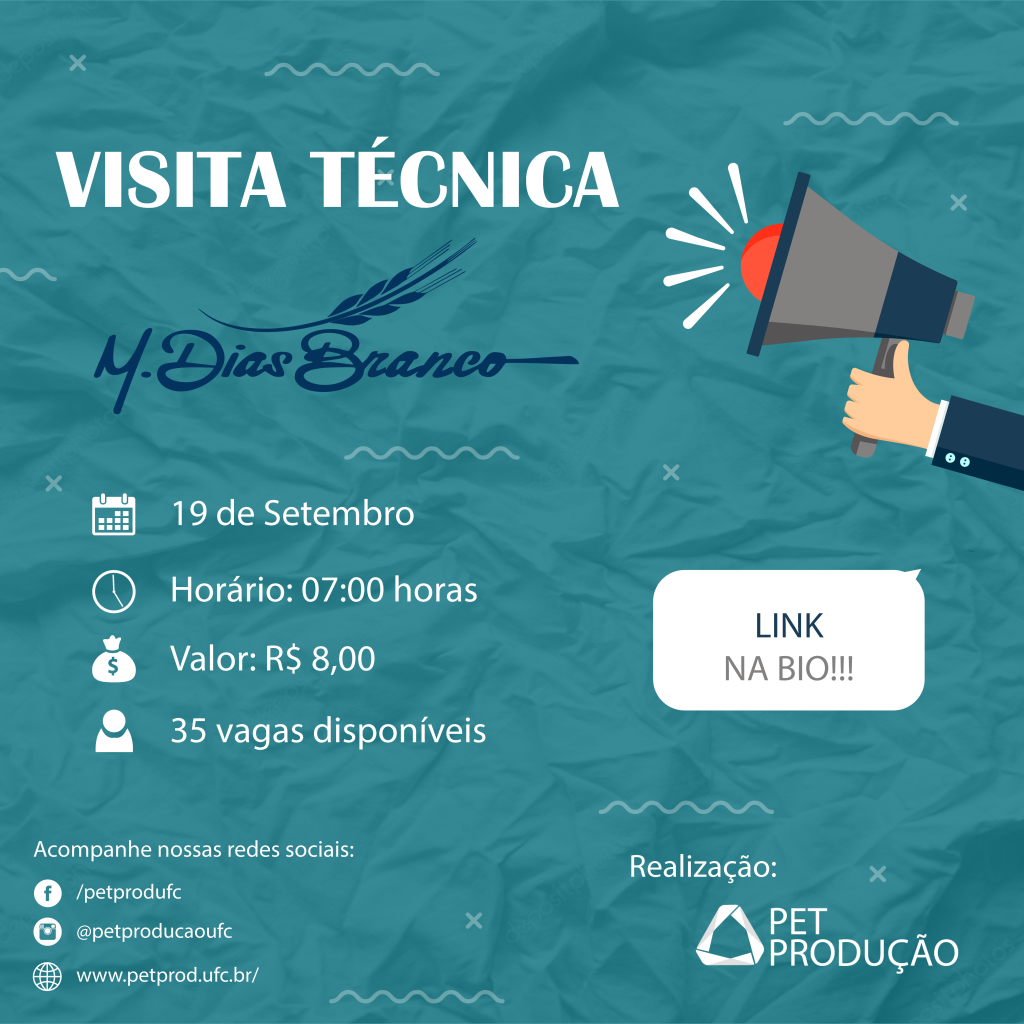 VISITA TÉCNICA
M. Dias Branco
19 de Setembro
Horário: 07:00 horas
Valor: R$ 8,00
35 vagas disponíveis
LINK
NA BIO!!!
Acompanhe nossas redes sociais:
/petprodufc
@petproducaoufc
www.petprod.ufc.br/
Realização:
PET
PRODUÇÃO